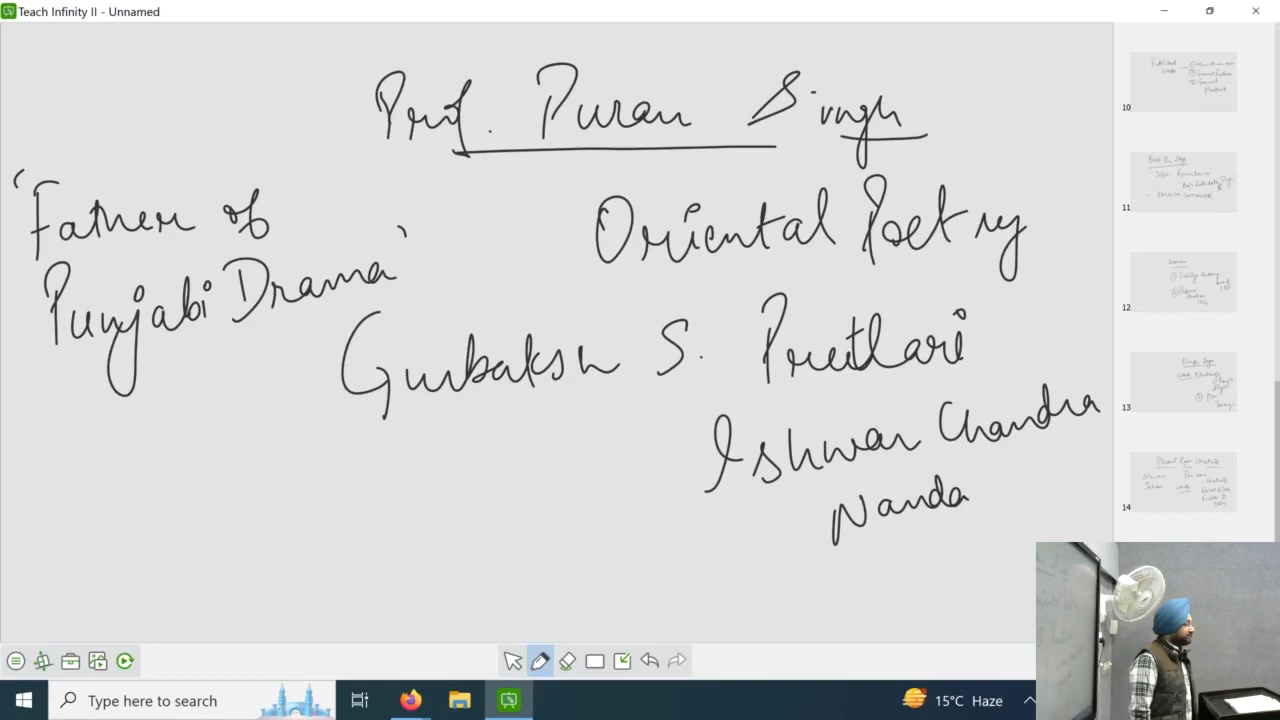 Teach Infinity II - Unnamed
Prof. Puran Singh
'Father of
Punjabi Drama'
Oriental Poetry
Gurbaksh S. Preetlari
Ishwar Chandra
Nanda
10
11
12
13
14
Type here to search
15°C Haze